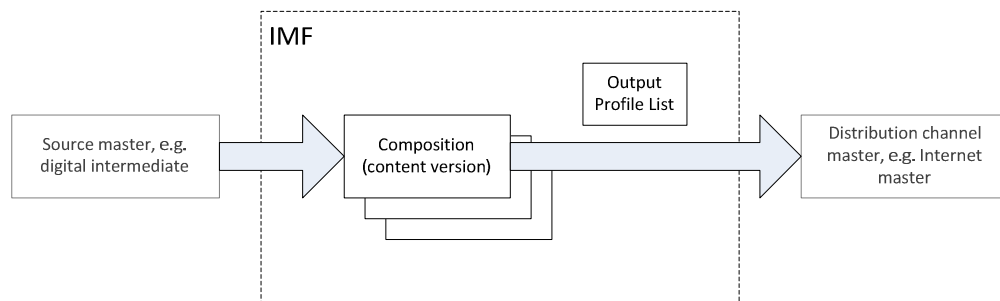 IMF
Output
Profile List
Source master, e.g.
digital intermediate
Composition
(content version)
Distribution channel
master, e.g. Internet
master